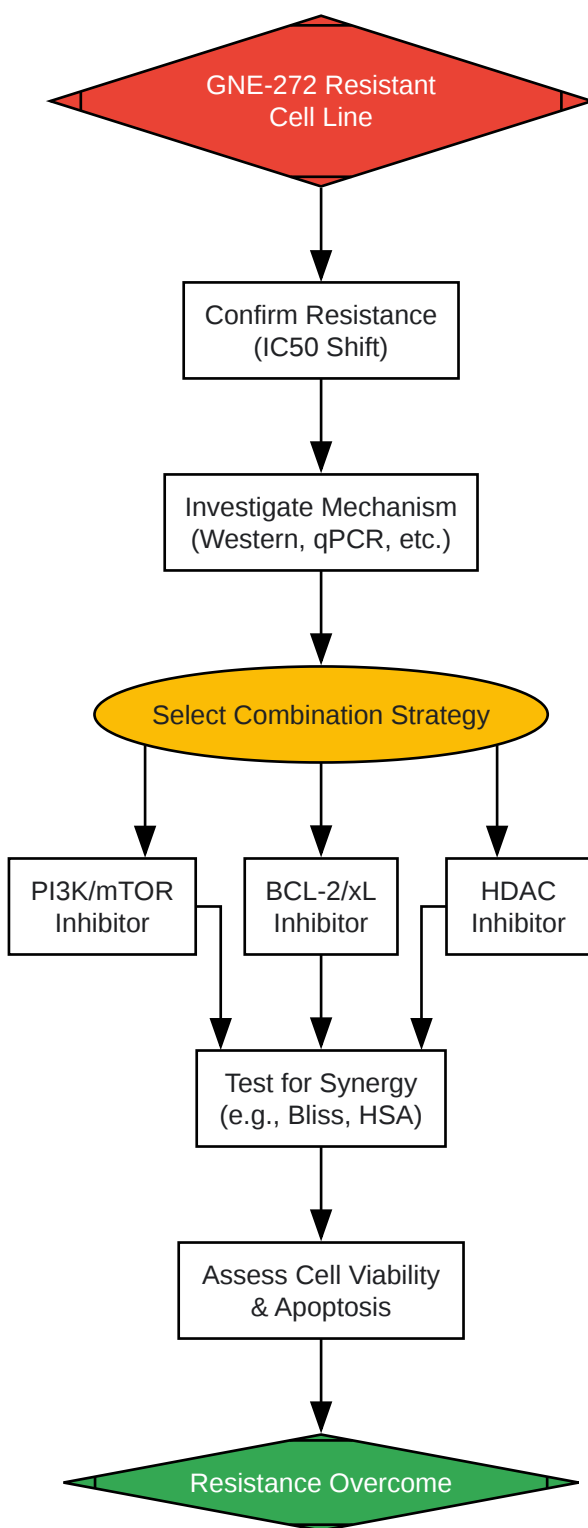 GNE-272 Resistant
Cell Line
Confirm Resistance
(IC50 Shift)
Investigate Mechanism
(Western, qPCR, etc.)
Select Combination Strategy
PI3K/mTOR
Inhibitor
BCL-2/xL
Inhibitor
HDAC
Inhibitor
Test for Synergy
(e.g., Bliss, HSA)
Assess Cell Viability
& Apoptosis
Resistance Overcome